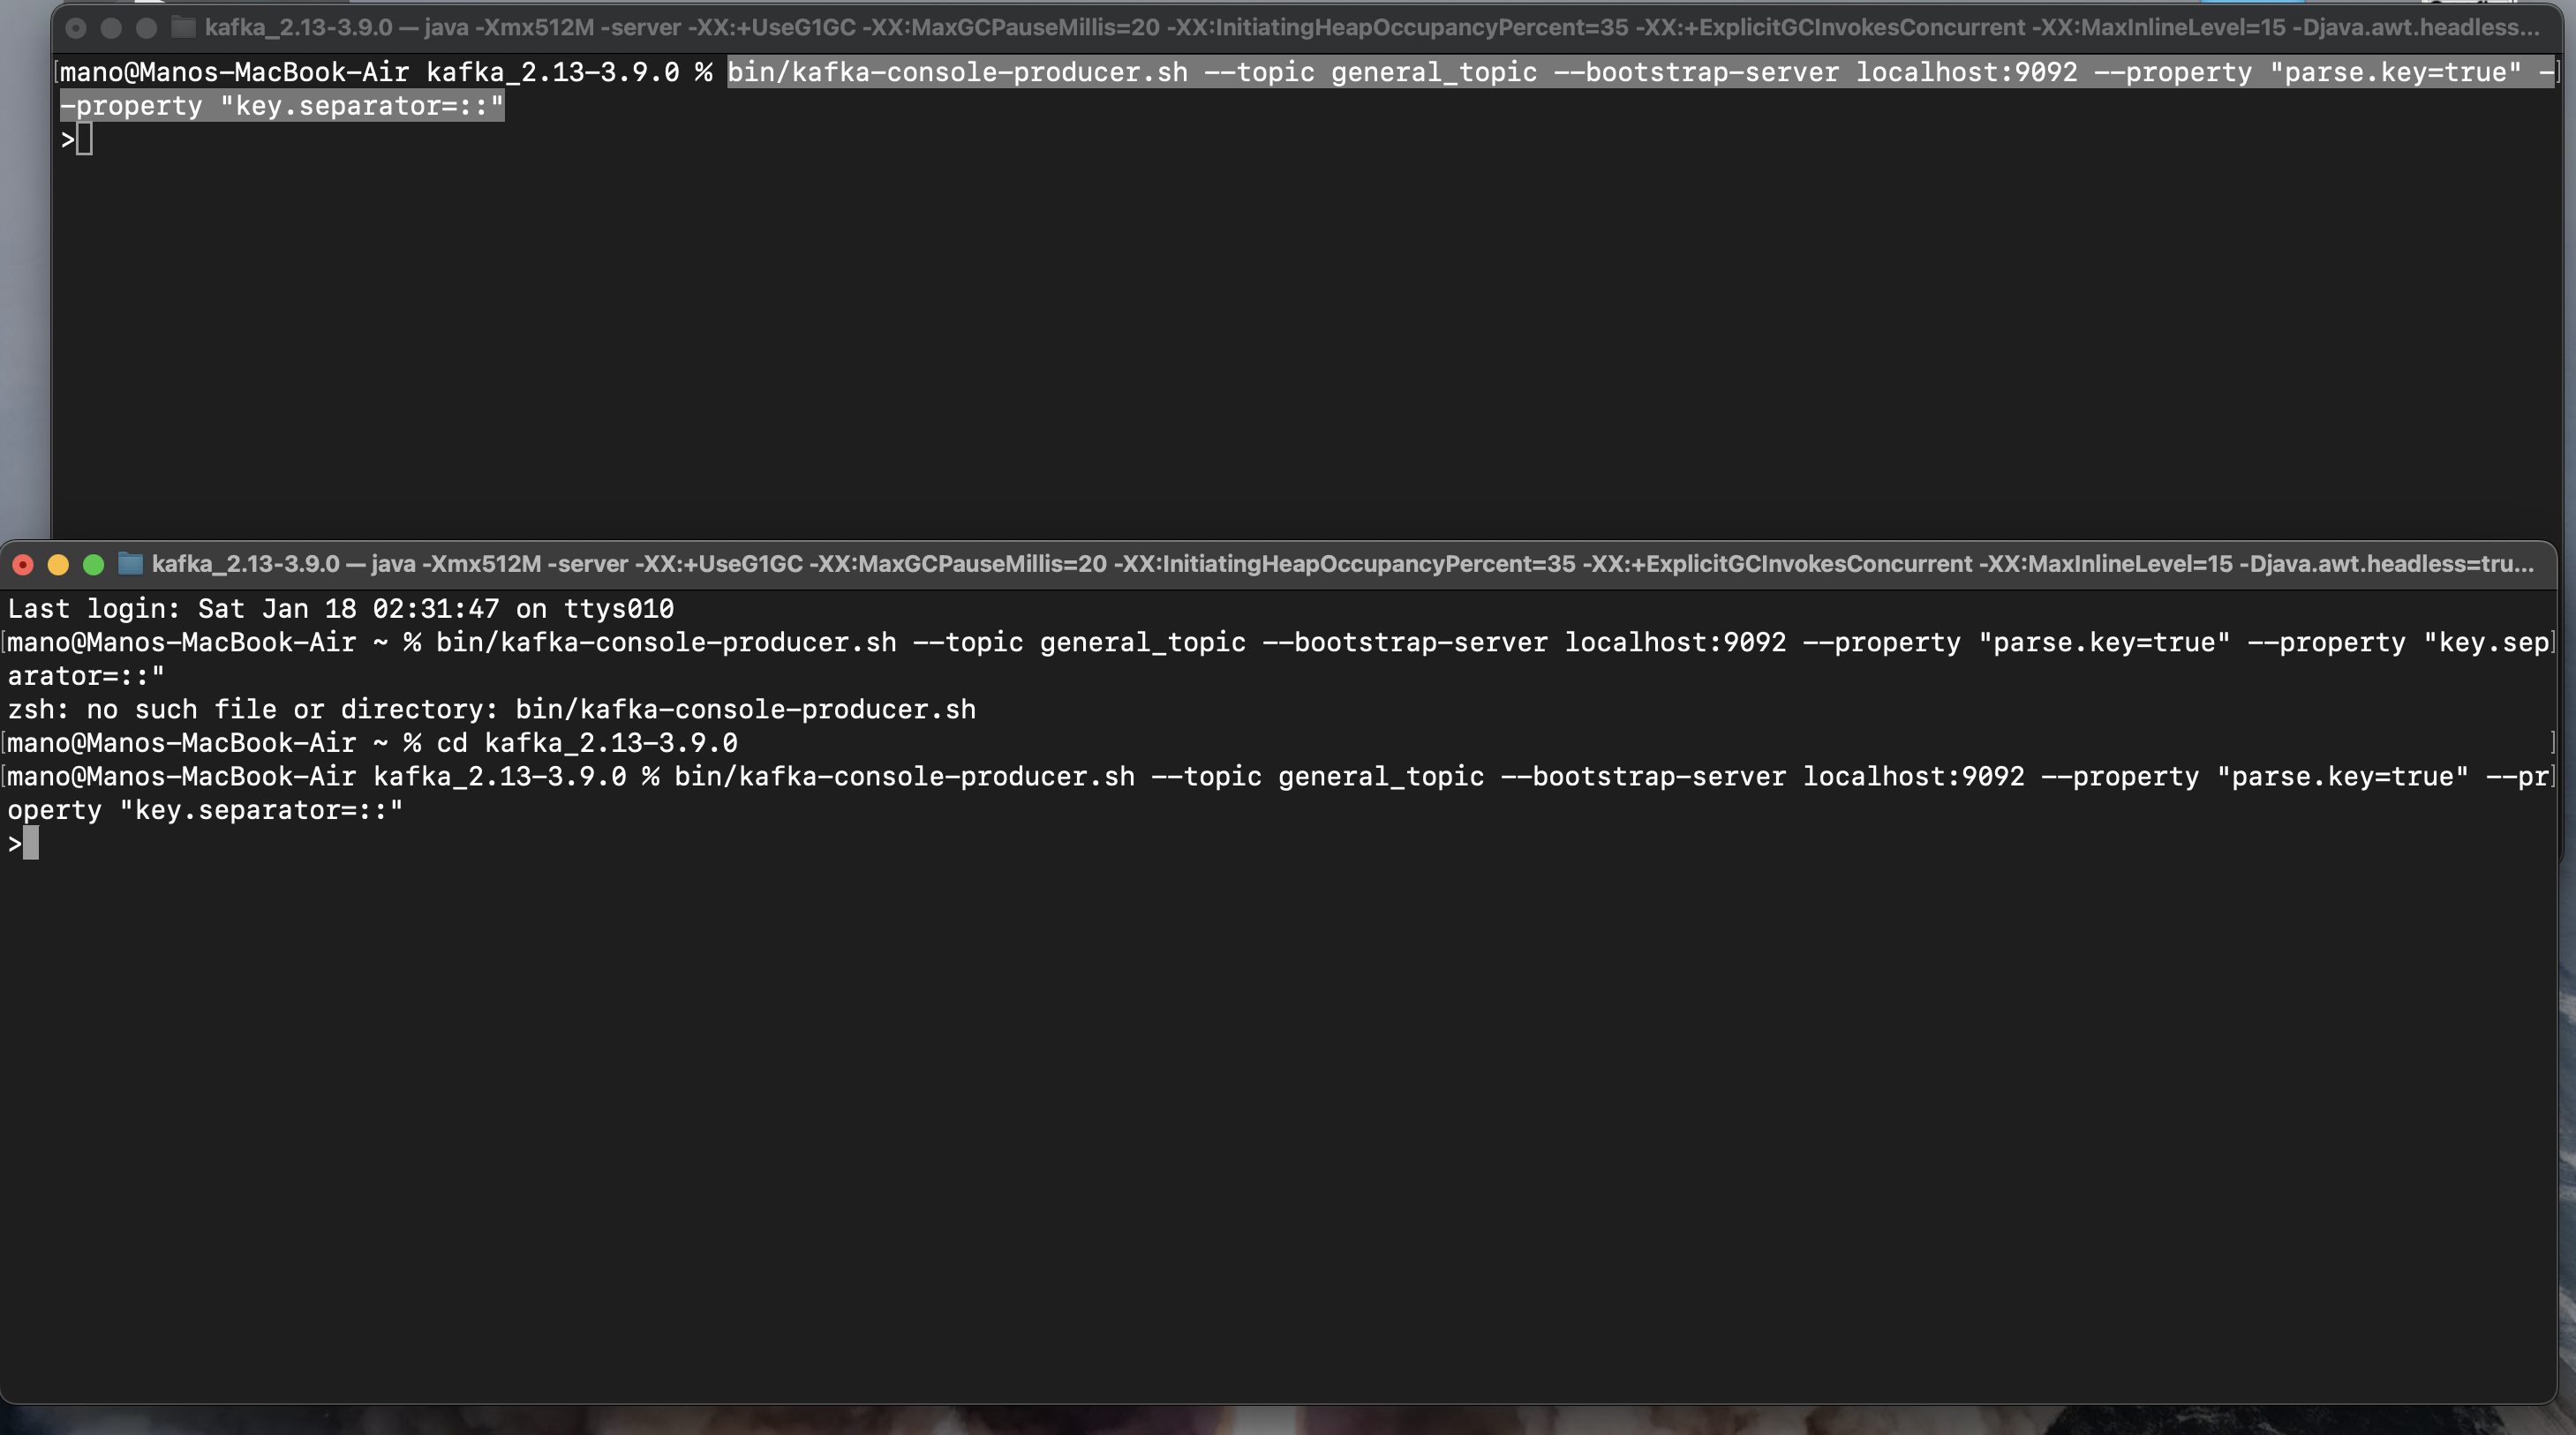 kafka_2.13-3.9.0 — java -Xmx512M -server -XX:+UseG1GC -XX:MaxGCPauseMillis=20 -XX:InitiatingHeapOccupancyPercent=35 -XX:+ExplicitGCInvokesConcurrent -XX:MaxInlineLevel=15 -Djava.awt.headless...
[mano@Manos-MacBook-Air kafka_2.13-3.9.0 % bin/kafka-console-producer.sh --topic general_topic --bootstrap-server localhost:9092 --property "parse.key=true" -]
-property "key.separator=::"
>
kafka_2.13-3.9.0 — java -Xmx512M -server -XX:+UseG1GC -XX:MaxGCPauseMillis=20 -XX:InitiatingHeapOccupancyPercent=35 -XX:+ExplicitGCInvokesConcurrent -XX:MaxInlineLevel=15 -Djava.awt.headless=tru...
Last login: Sat Jan 18 02:31:47 on ttys010
[mano@Manos-MacBook-Air ~ % bin/kafka-console-producer.sh --topic general_topic --bootstrap-server localhost:9092 --property "parse.key=true" --property "key.sep]
arator=::"
zsh: no such file or directory: bin/kafka-console-producer.sh
[mano@Manos-MacBook-Air ~ % cd kafka_2.13-3.9.0 ]
[mano@Manos-MacBook-Air kafka_2.13-3.9.0 % bin/kafka-console-producer.sh --topic general_topic --bootstrap-server localhost:9092 --property "parse.key=true" --pr]
operty "key.separator=::"
>